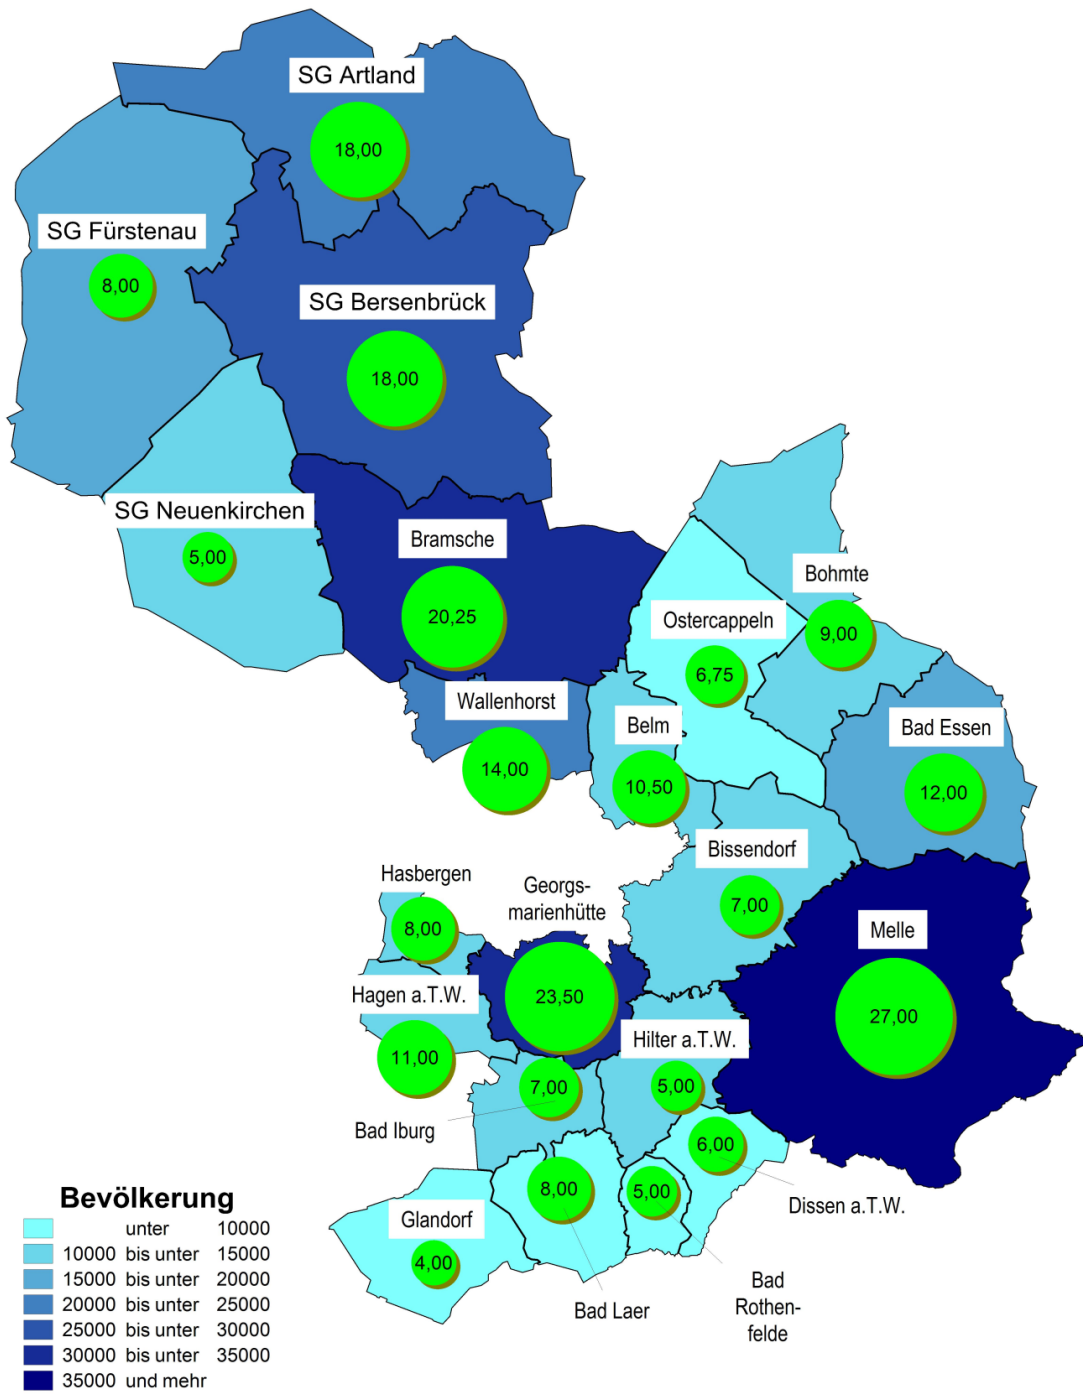 SG Artland
18,00
SG Fürstenau
8,00
SG Bersenbrück
18,00
SG Neuenkirchen
5,00
Bramsche
20,25
Bohmte
9,00
Ostercappeln
6,75
Wallenhorst
14,00
Belm
10,50
Bad Essen
12,00
Bissendorf
7,00
Hasbergen
8,00
Georgs-
marienhütte
23,50
Melle
27,00
Hagen a.T.W.
11,00
Hilter a.T.W.
5,00
7,00
Bad Iburg
6,00
Dissen a.T.W.
8,00
Bad Laer
5,00
Bad
Rothen-
felde
Glandorf
4,00
Bevölkerung
unter 10000
10000 bis unter 15000
15000 bis unter 20000
20000 bis unter 25000
25000 bis unter 30000
30000 bis unter 35000
35000 und mehr